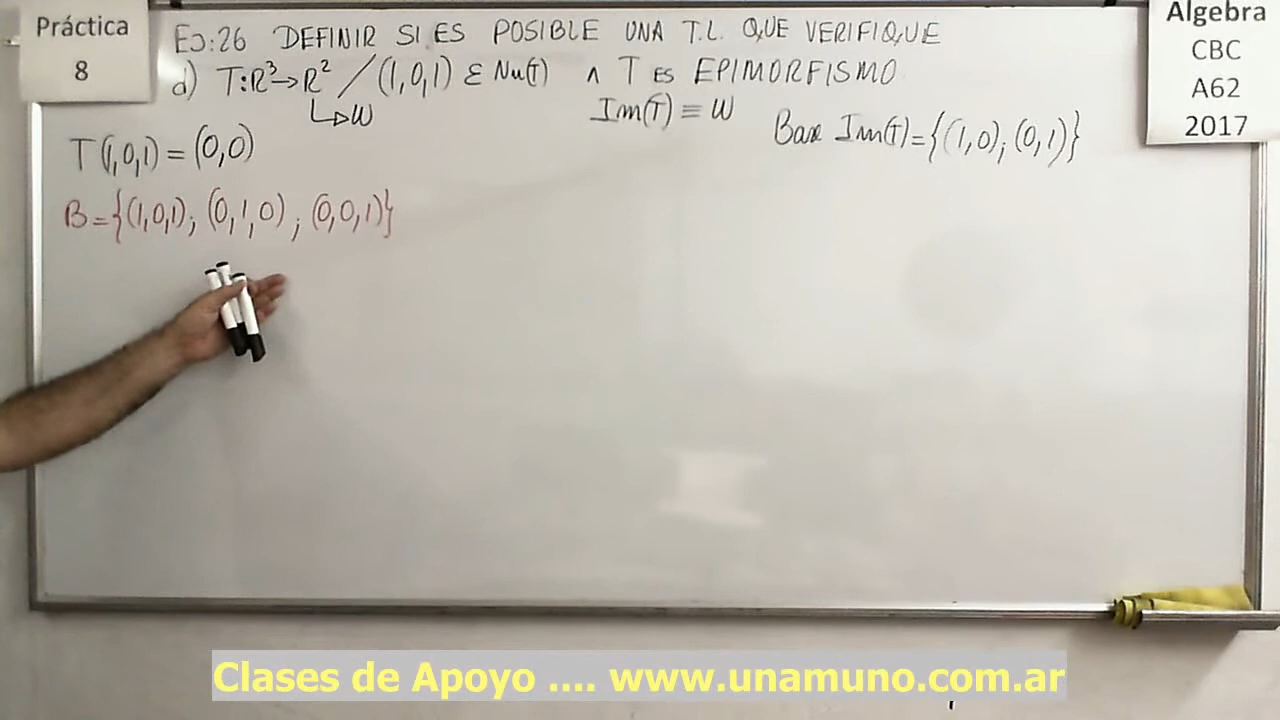 Práctica
8
EJ:26 DEFINIR SI ES POSIBLE UNA T.L. QUE VERIFIQUE
d) T:R³→R² / (1,0,1) ε Nu(T) ∧ T ES EPIMORFISMO
W
Im(T) ≡ W
Base Im(T)={(1,0);(0,1)}
T(1,0,1)=(0,0)
B={(1,0,1);(0,1,0);(0,0,1)}
Algebra
CBC
A62
2017
Clases de Apoyo .... www.unamuno.com.ar